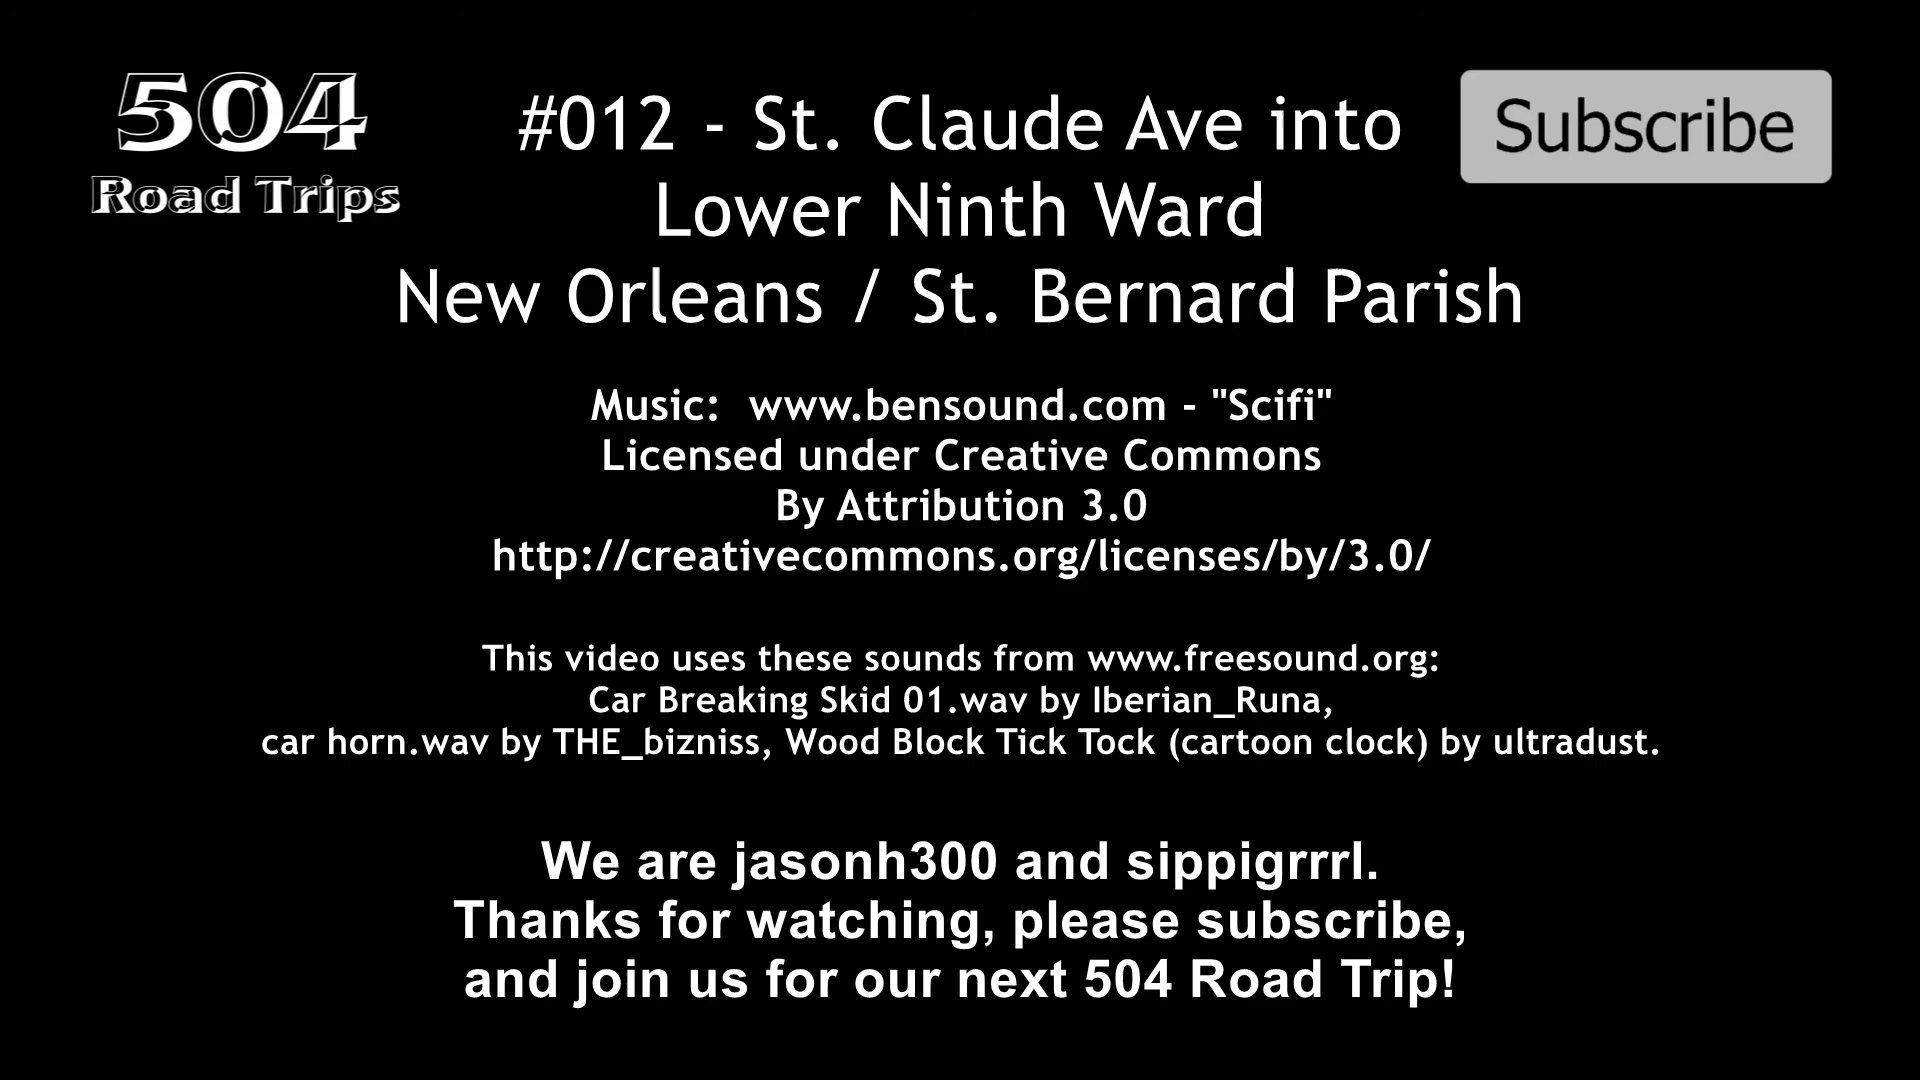 504
Road Trips
#012 - St. Claude Ave into
Lower Ninth Ward
New Orleans / St. Bernard Parish
Subscribe
Music:  www.bensound.com - "Scifi"
Licensed under Creative Commons
By Attribution 3.0
http://creativecommons.org/licenses/by/3.0/
This video uses these sounds from www.freesound.org:
Car Breaking Skid 01.wav by Iberian_Runa,
car horn.wav by THE_bizniss, Wood Block Tick Tock (cartoon clock) by ultradust.
We are jasonh300 and sippigrrrl.
Thanks for watching, please subscribe,
and join us for our next 504 Road Trip!